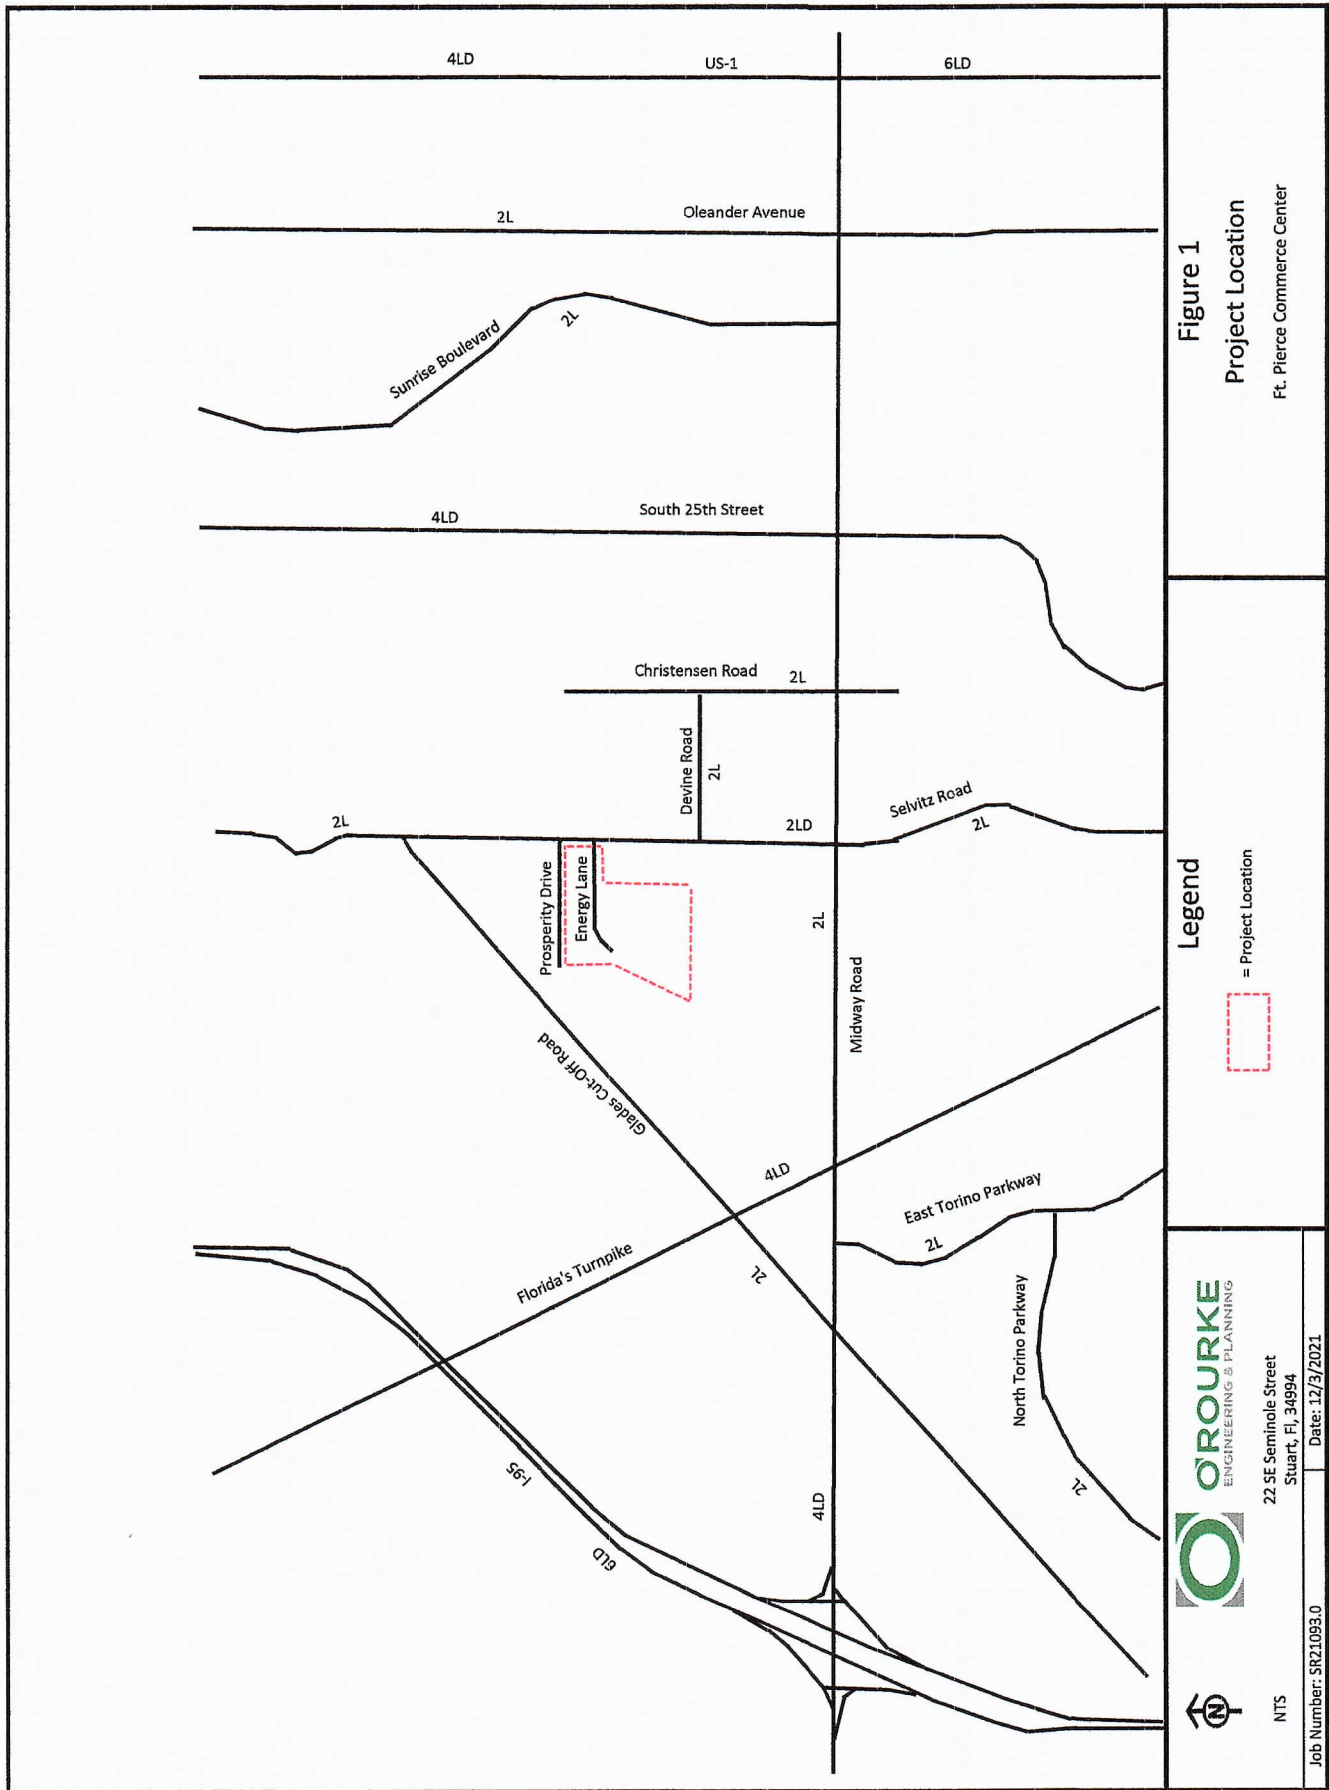 4LD
US-1
6LD
2L
Oleander Avenue
Sunrise Boulevard
2L
4LD
South 25th Street
Christensen Road
2L
Devine Road
2L
2L
2LD
Selvitz Road
2L
Prosperity Drive
Energy Lane
2L
Midway Road
Glades Cut-Off Road
4LD
2L
Florida's Turnpike
East Torino Parkway
2L
North Torino Parkway
2L
I-95
6LD
4LD
Figure 1
Project Location
Ft. Pierce Commerce Center
Legend
= Project Location
O'ROURKE
ENGINEERING & PLANNING
22 SE Seminole Street
Stuart, Fl, 34994
N
NTS
Job Number: SR21093.0
Date: 12/3/2021